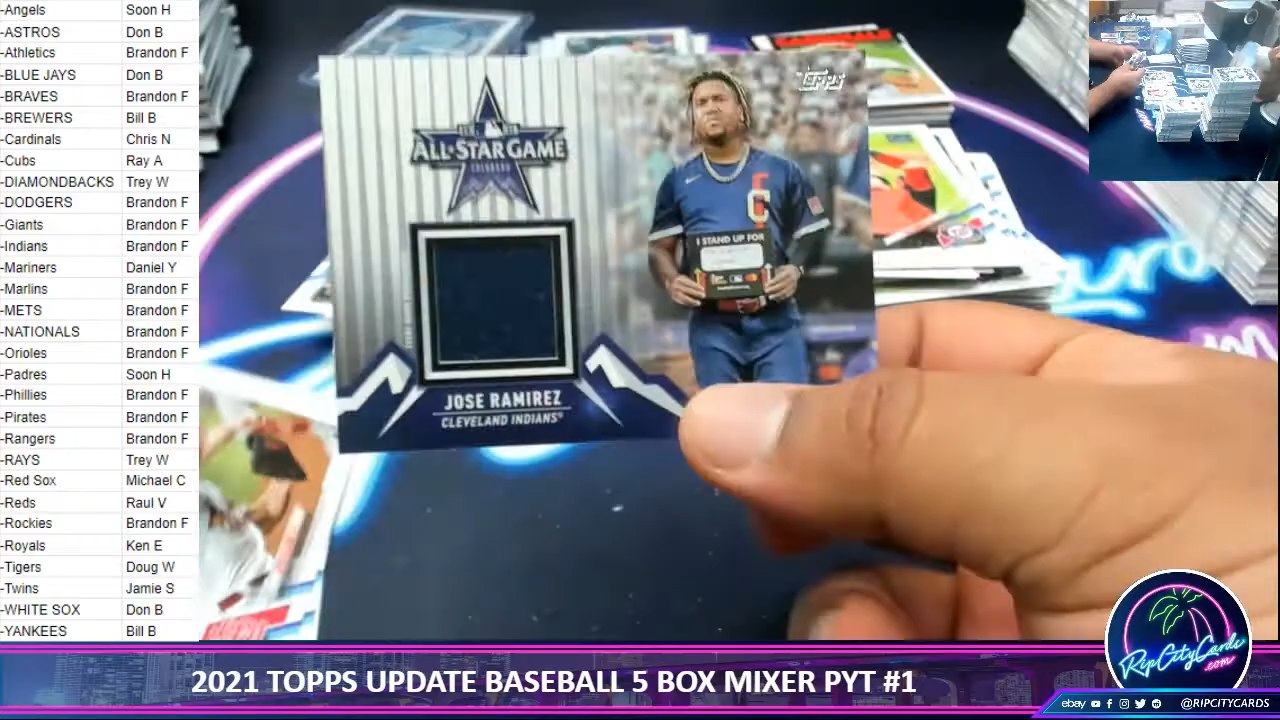 -Angels Soon H
-ASTROS Don B
-Athletics Brandon F
-BLUE JAYS Don B
-BRAVES Brandon F
-BREWERS Bill B
-Cardinals Chris N
-Cubs Ray A
-DIAMONDBACKS Trey W
-DODGERS Brandon F
-Giants Brandon F
-Indians Brandon F
-Mariners Daniel Y
-Marlins Brandon F
-METS Brandon F
-NATIONALS Brandon F
-Orioles Brandon F
-Padres Soon H
-Phillies Brandon F
-Pirates Brandon F
-Rangers Brandon F
-RAYS Trey W
-Red Sox Michael C
-Reds Raul V
-Rockies Brandon F
-Royals Ken E
-Tigers Doug W
-Twins Jamie S
-WHITE SOX Don B
-YANKEES Bill B
Topps
ALL-STAR GAME
COLORADO
C
I STAND UP FOR
JOSE RAMIREZ
CLEVELAND INDIANS®
RipCityCards
.com
2021 TOPPS UPDATE BASEBALL 5 BOX MIXER PYT #1
ebay @RIPCITYCARDS